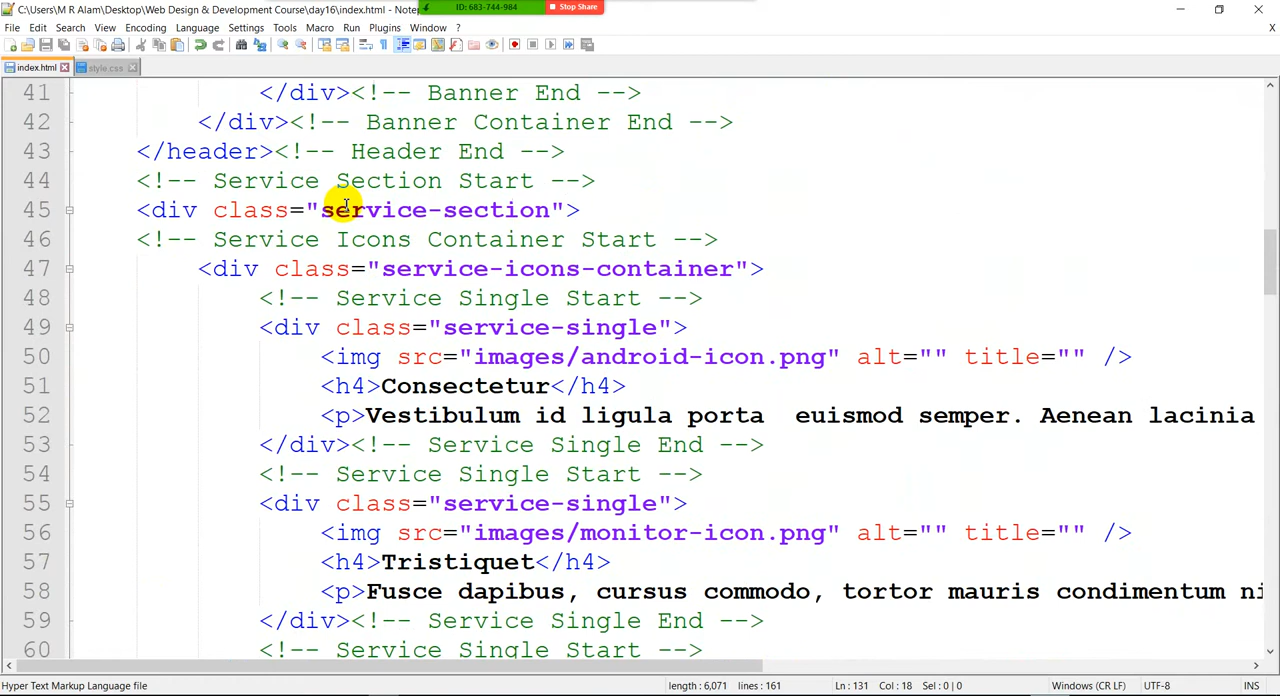 C:\Users\M R Alam\Desktop\Web Design & Development Course\day16\index.html - Notep
ID: 683-744-984
Stop Share
File Edit Search View Encoding Language Settings Tools Macro Run Plugins Window ?
X
index.html
style.css
41 </div><!-- Banner End -->
42 </div><!-- Banner Container End -->
43 </header><!-- Header End -->
44 <!-- Service Section Start -->
45 <div class="service-section">
46 <!-- Service Icons Container Start -->
47 <div class="service-icons-container">
48 <!-- Service Single Start -->
49 <div class="service-single">
50 <img src="images/android-icon.png" alt="" title="" />
51 <h4>Consectetur</h4>
52 <p>Vestibulum id ligula porta  euismod semper. Aenean lacinia
53 </div><!-- Service Single End -->
54 <!-- Service Single Start -->
55 <div class="service-single">
56 <img src="images/monitor-icon.png" alt="" title="" />
57 <h4>Tristiquet</h4>
58 <p>Fusce dapibus, cursus commodo, tortor mauris condimentum ni
59 </div><!-- Service Single End -->
60 <!-- Service Single Start -->
Hyper Text Markup Language file
length : 6,071 lines : 161
Ln : 131 Col : 18 Sel : 0 | 0
Windows (CR LF)
UTF-8
INS